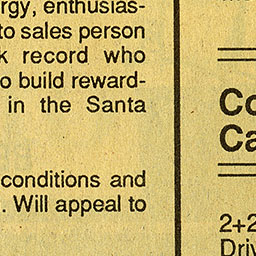 rgy, enthusias-
to sales person
k record who
o build reward-
in the Santa
conditions and
. Will appeal to
Co
Ca
2+2
Driv